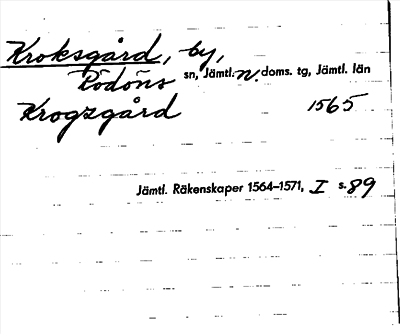 Kroksgård, by,
Rödöns sn, Jämtl. n. doms. tg, Jämtl. län
Krogzgård 1565
Jämtl. Räkenskaper 1564–1571, I s. 89